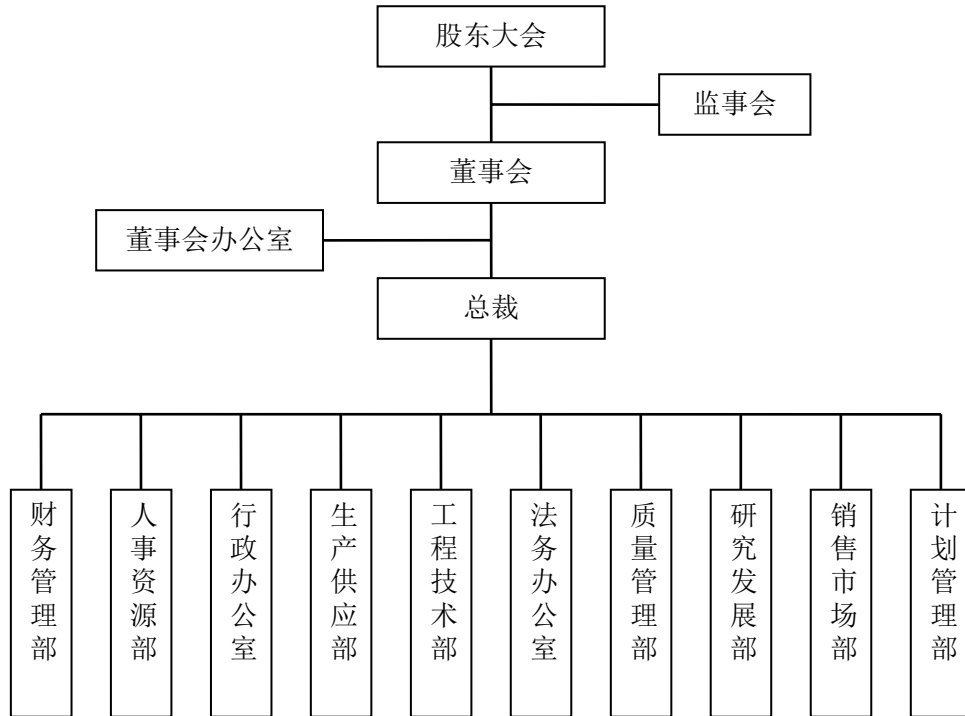 股东大会
监事会
董事会
董事会办公室
总裁
财务管理部
人事资源部
行政办公室
生产供应部
工程技术部
法务办公室
质量管理部
研究发展部
销售市场部
计划管理部